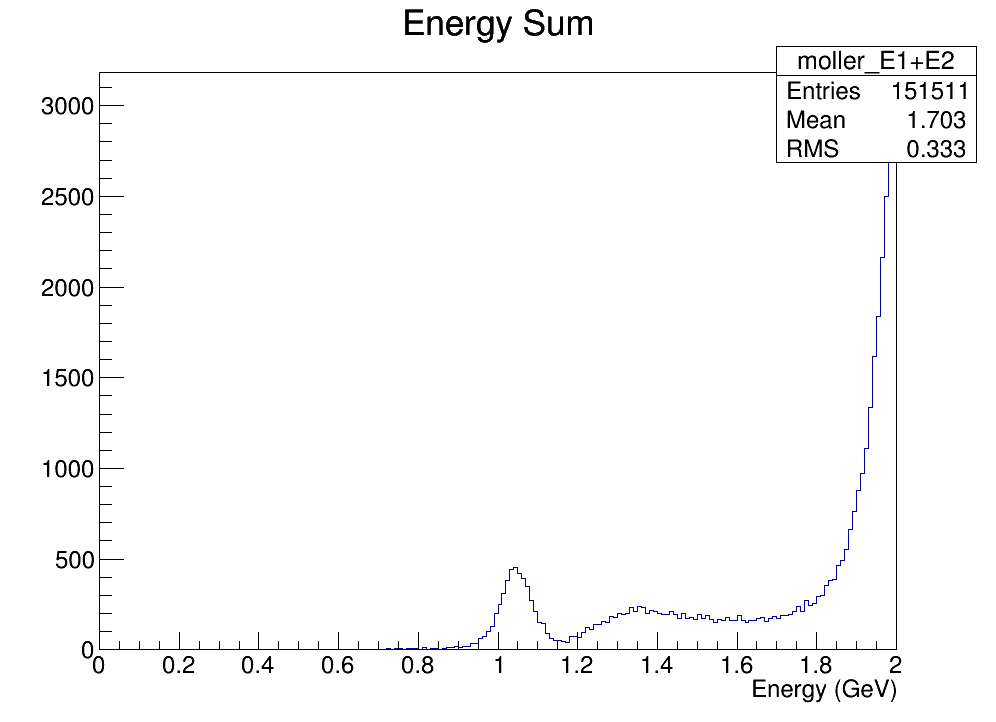 Energy Sum
moller_E1+E2
Entries 151511
Mean 1.703
RMS 0.333
3000
2500
2000
1500
1000
500
0
0 0.2 0.4 0.6 0.8 1 1.2 1.4 1.6 1.8 2
Energy (GeV)